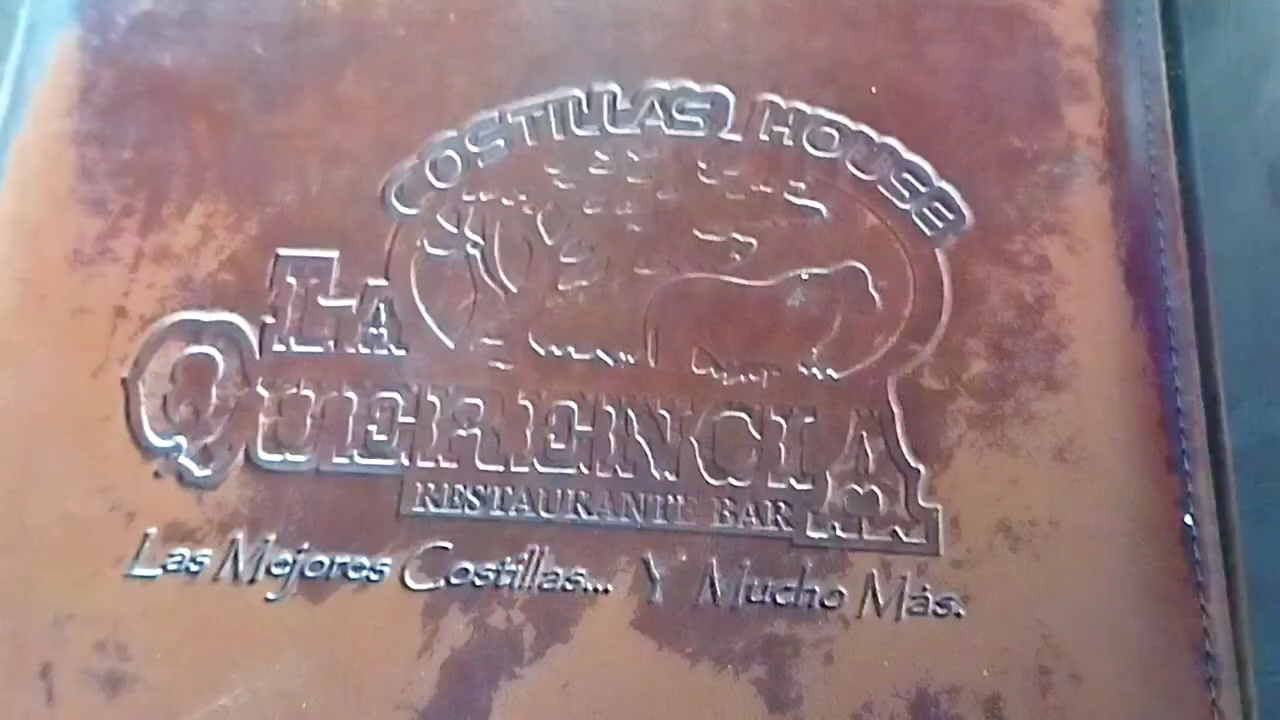 COSTILLAS HOUSE
LA
QUERENCIA
RESTAURANTE BAR
Las Mejores Costillas... Y Mucho Más.